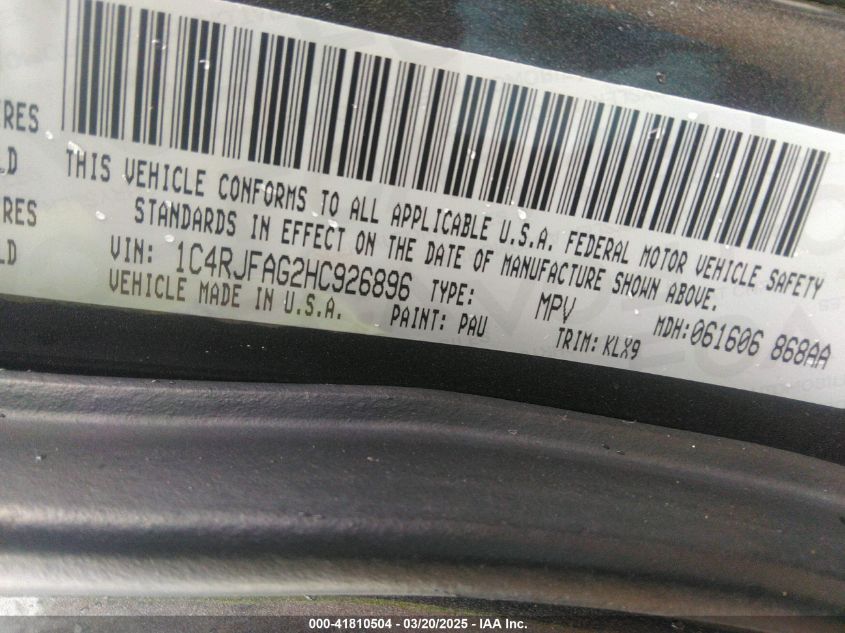 RES
LD
RES
LD
THIS VEHICLE CONFORMS TO ALL APPLICABLE U.S.A. FEDERAL MOTOR VEHICLE SAFETY
STANDARDS IN EFFECT ON THE DATE OF MANUFACTURE SHOWN ABOVE.
VIN: 1C4RJFAG2HC926896 TYPE: MPV MDH:061606 868AA
VEHICLE MADE IN U.S.A. PAINT: PAU TRIM: KLX9
000-41810504 - 03/20/2025 - IAA Inc.